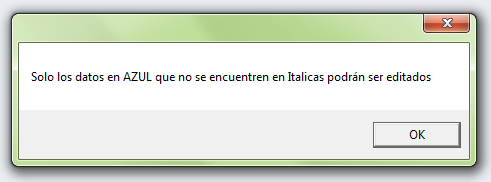 Solo los datos en AZUL que no se encuentren en Italicas podrán ser editados
OK